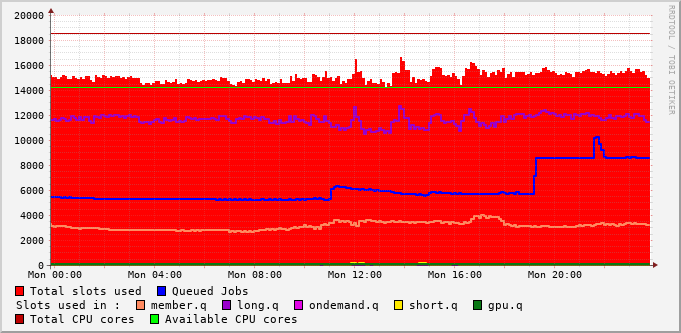 20000
18000
16000
14000
12000
10000
8000
6000
4000
2000
0
Mon 00:00 Mon 04:00 Mon 08:00 Mon 12:00 Mon 16:00 Mon 20:00
Total slots used Queued Jobs
Slots used in : member.q long.q ondemand.q short.q gpu.q
Total CPU cores Available CPU cores
RRDTOOL / TOBI OETIKER